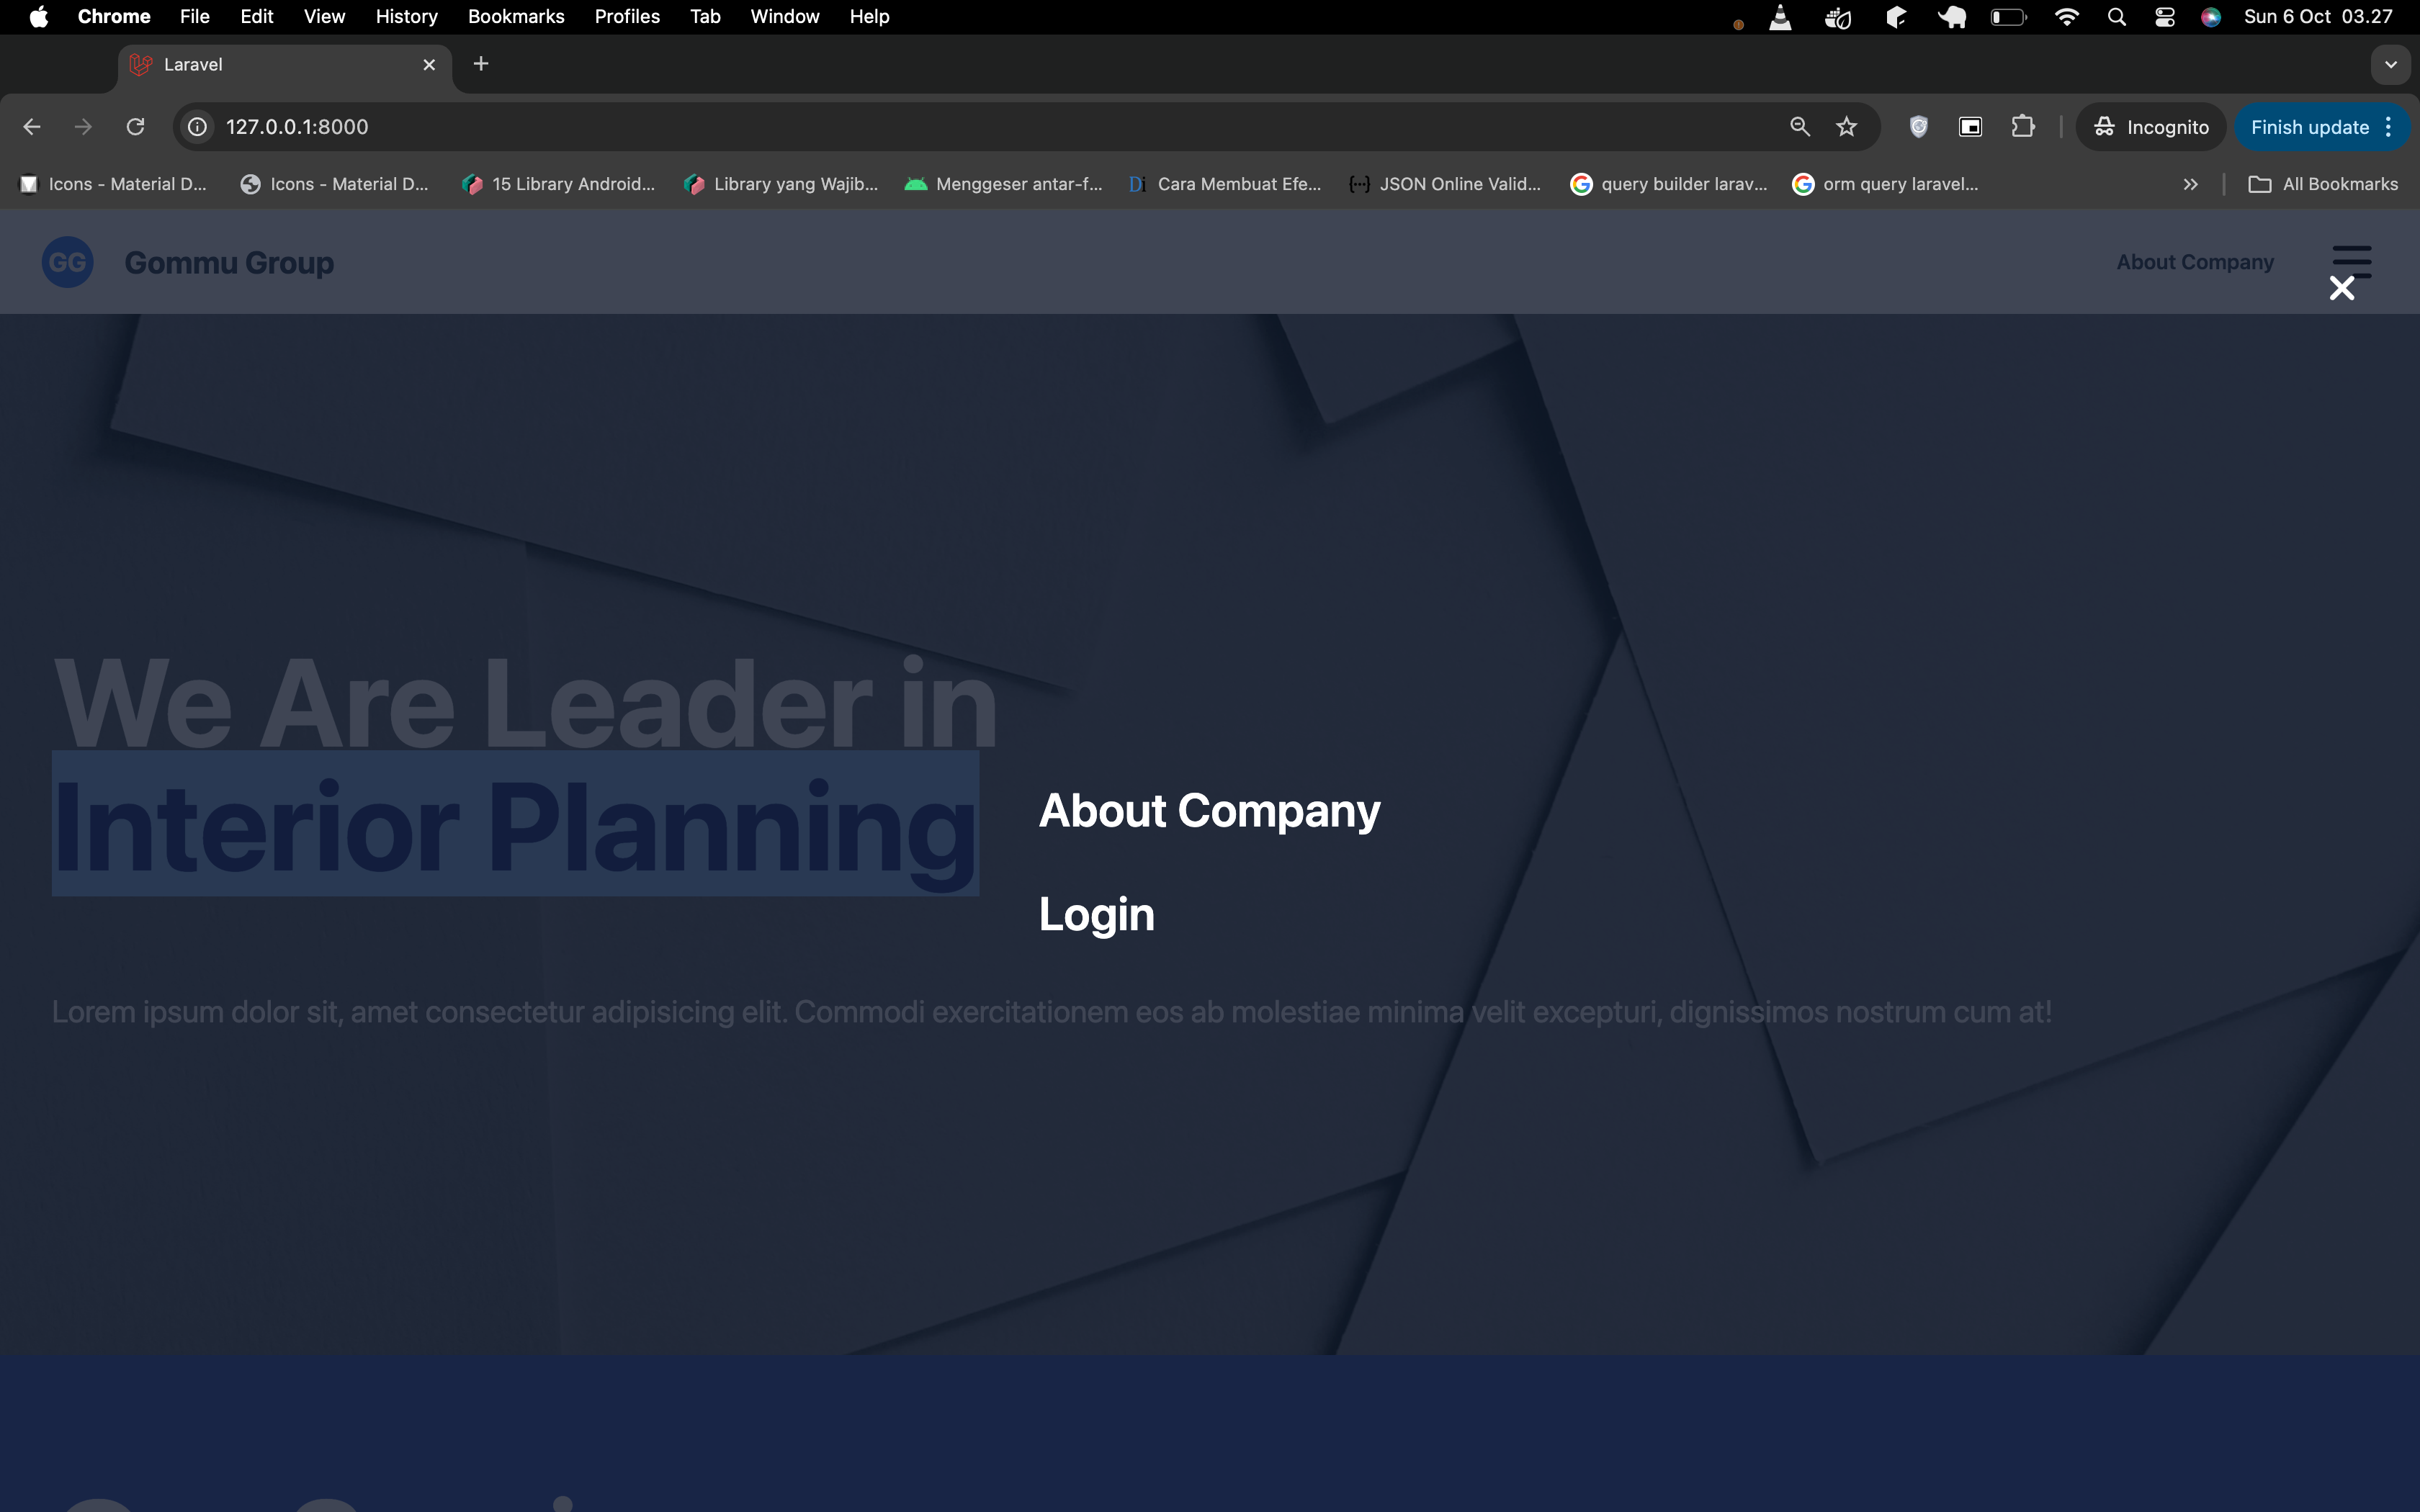 Chrome File Edit View History Bookmarks Profiles Tab Window Help Sun 6 Oct 03.27
Laravel
127.0.0.1:8000 Incognito Finish update
Icons - Material D... Icons - Material D... 15 Library Android... Library yang Wajib... Menggeser antar-f... Di Cara Membuat Efe... JSON Online Valid... query builder larav... orm query laravel... All Bookmarks
GG Gommu Group About Company
We Are Leader in
Interior Planning
About Company
Login
Lorem ipsum dolor sit, amet consectetur adipisicing elit. Commodi exercitationem eos ab molestiae minima velit excepturi, dignissimos nostrum cum at!